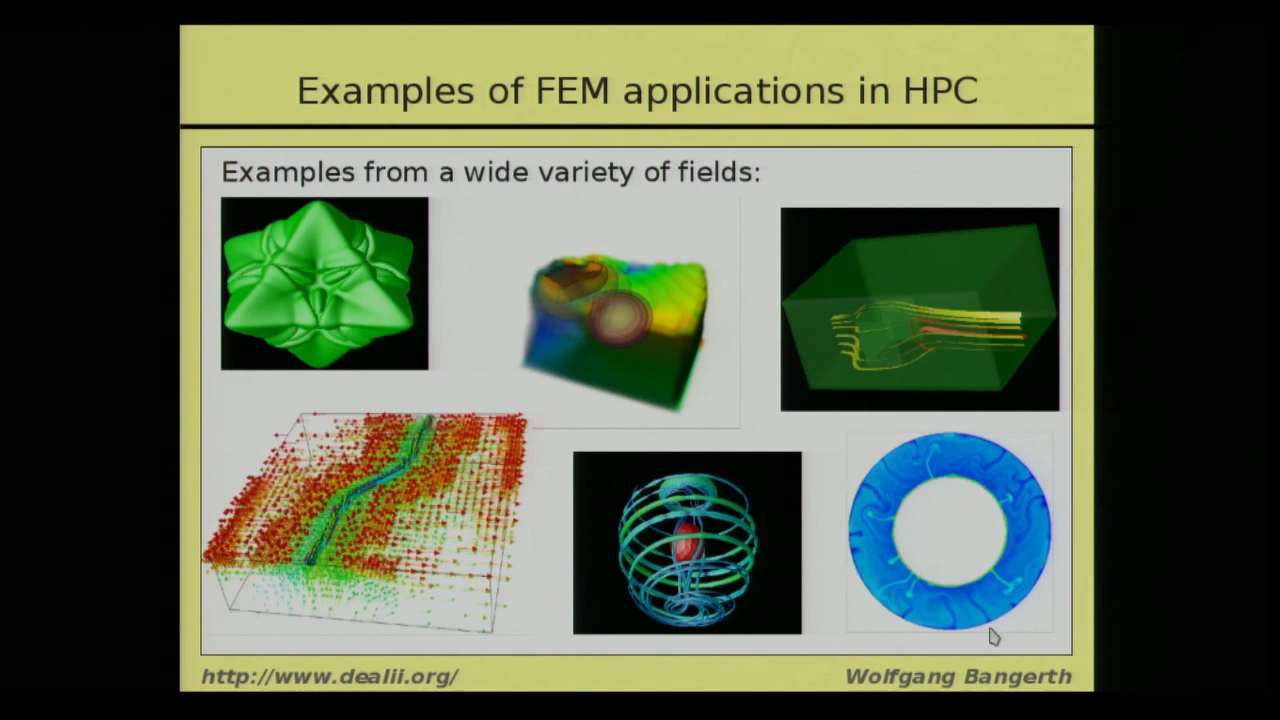 Examples of FEM applications in HPC
Examples from a wide variety of fields:
http://www.dealii.org/
Wolfgang Bangerth